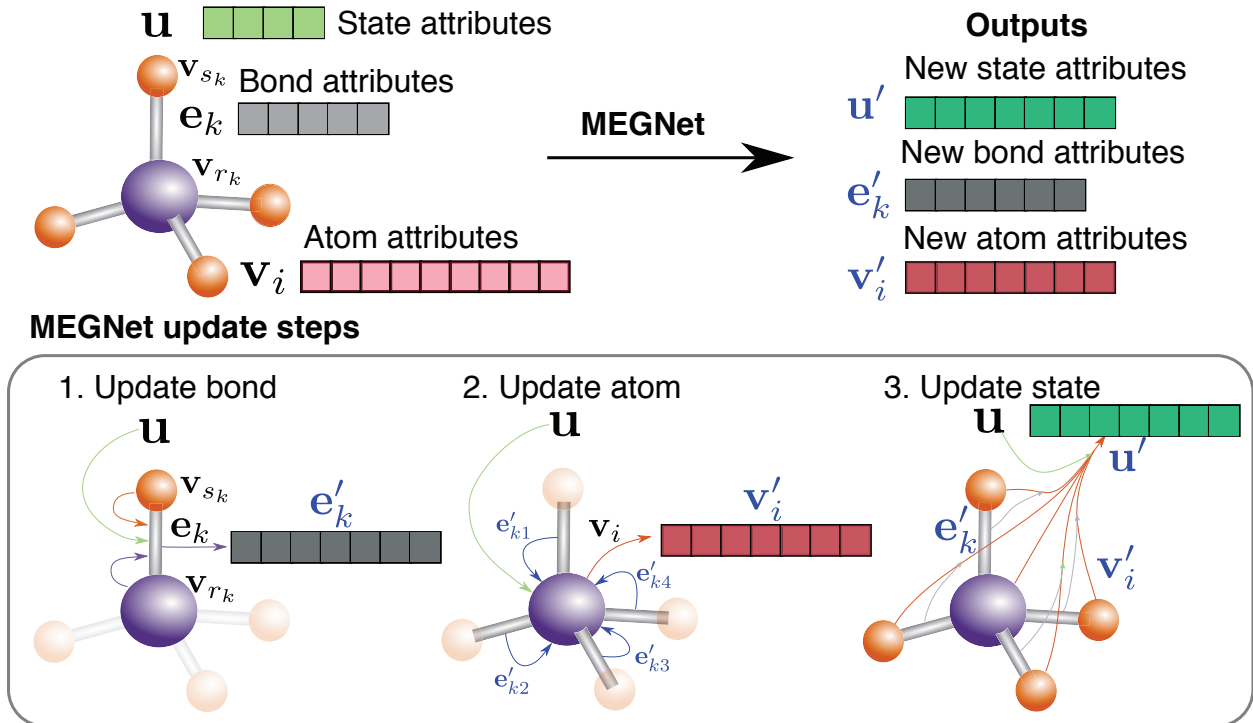 u State attributes
v_{s_k}
Bond attributes
e_k
v_{r_k}
Atom attributes
v_i
MEGNet
Outputs
New state attributes
u′
New bond attributes
e′_k
New atom attributes
v′_i
MEGNet update steps
1. Update bond
u
v_{s_k}
e_k
e′_k
v_{r_k}
2. Update atom
u
v′_i
e′_{k1}
v_i
e′_{k4}
e′_{k2}
e′_{k3}
3. Update state
u
u′
e′_k
v′_i